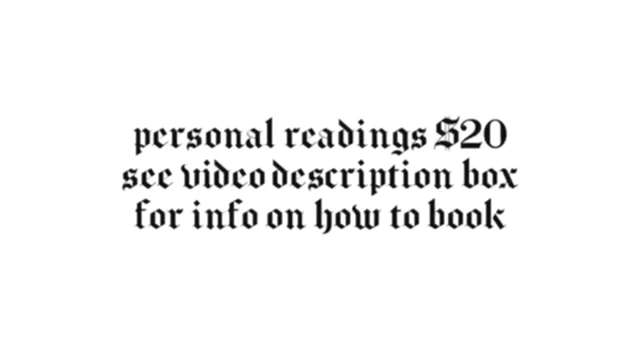 personal readings $20
see video description box
for info on how to book